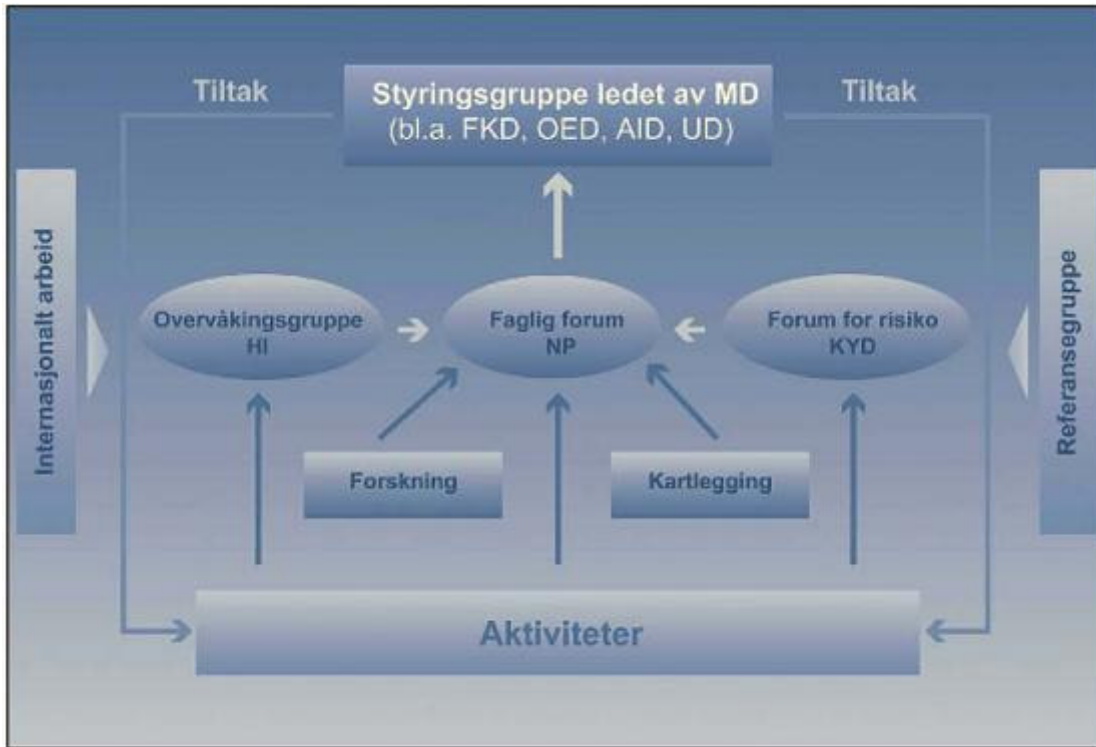 Tiltak
Styringsgruppe ledet av MD
(bl.a. FKD, OED, AID, UD)
Tiltak
Internasjonalt arbeid
Overvåkingsgruppe
HI
Faglig forum
NP
Forum for risiko
KYD
Referansegruppe
Forskning
Kartlegging
Aktiviteter